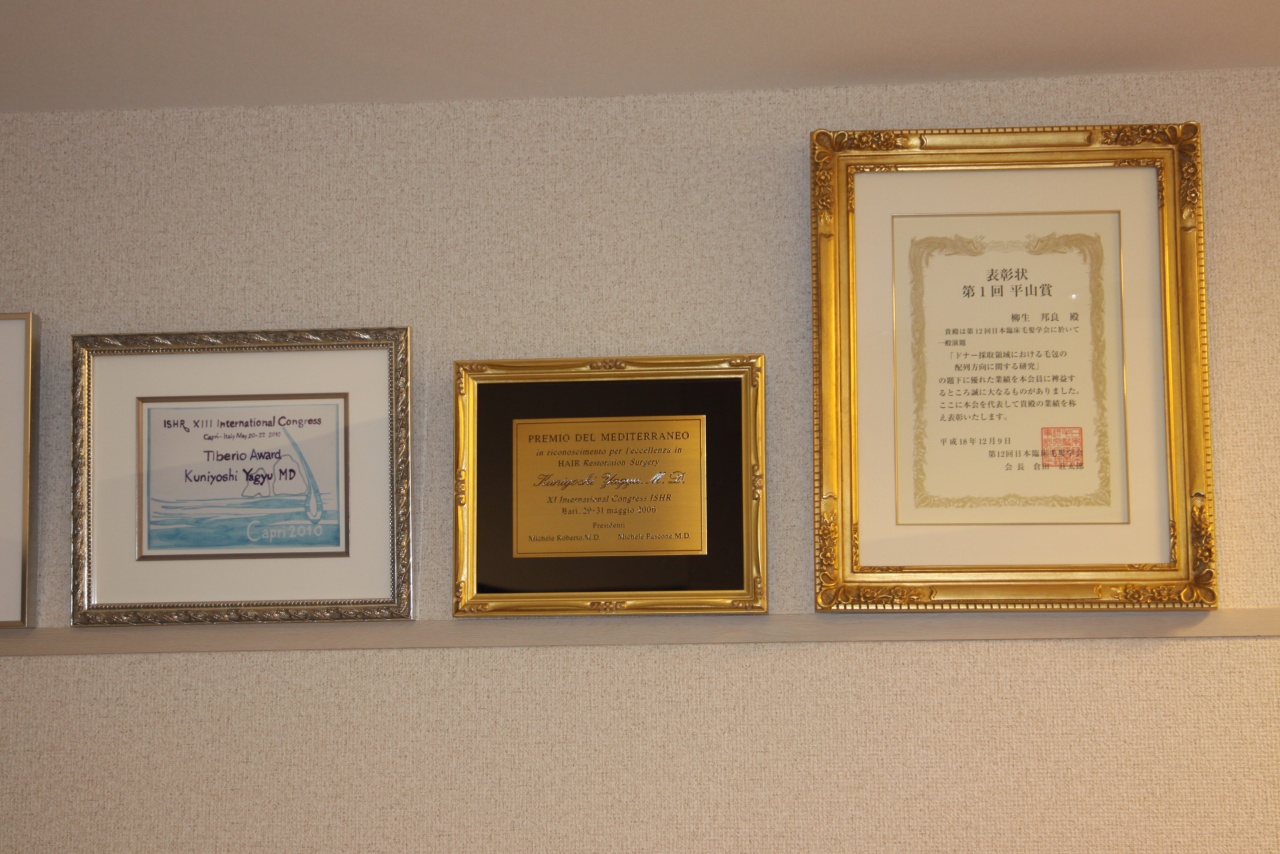 ISHR XIII International Congress
Capri - Italy May 20-22, 2010
Tiberio Award
Kuniyoshi Yagyu MD
Capri 2010
PREMIO DEL MEDITERRANEO
in riconoscimento per l'eccellenza in
HAIR Restoration Surgery
Kuniyoshi Yagyu M.D.
XI International Congress ISHR
Bari, 29-31 maggio 2006
Presidenti
Michele Roberto M.D. Michele Pascone M.D.
表彰状
第1回 平山賞
柳生 邦良 殿
貴殿は第12回日本臨床毛髪学会に於いて
一般演題
「ドナー採取領域における毛包の
配列方向に関する研究」
の題下に優れた業績を本会員に裨益す
るところ誠に大なるものがありました。
ここに本会を代表して貴殿の業績を称
え表彰いたします。
平成18年12月9日
第12回日本臨床毛髪学会
会長 倉田